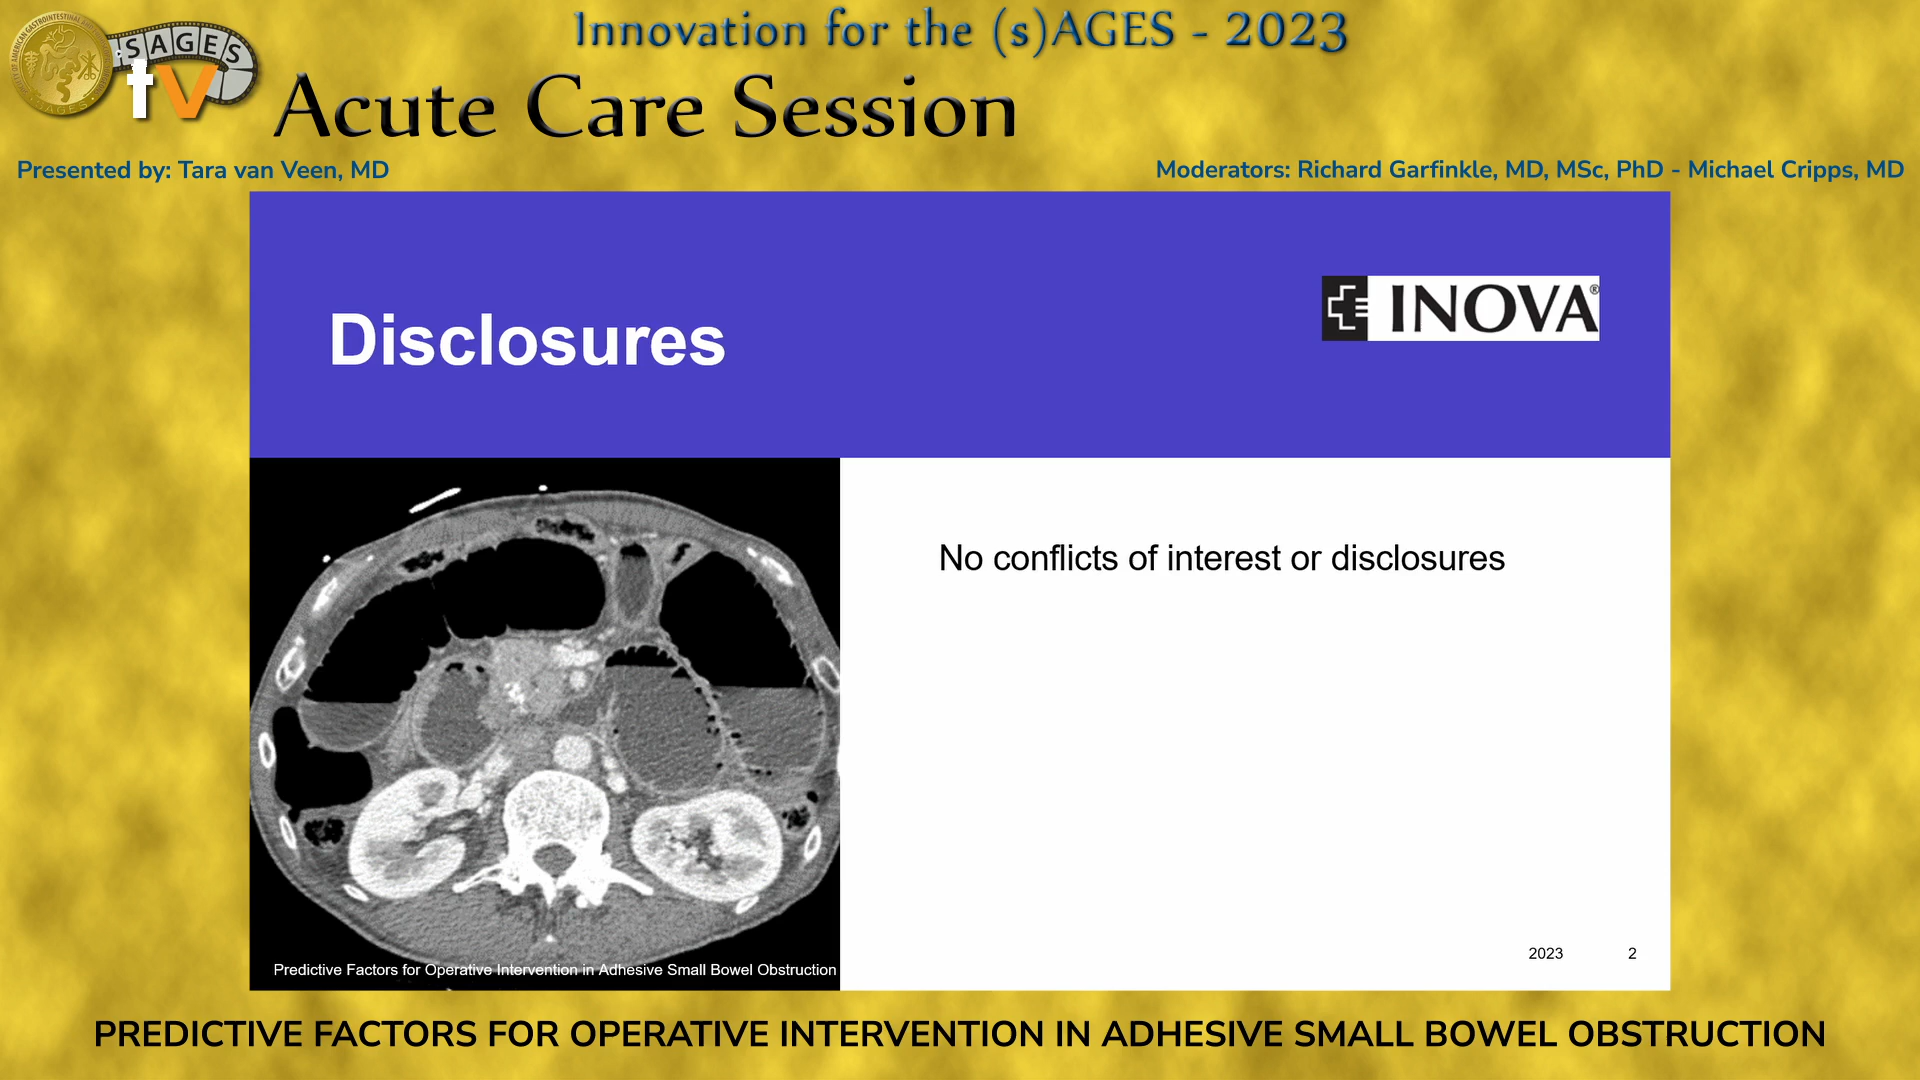 Innovation for the (s)AGES - 2023
SAGES
tv
SAGES
Acute Care Session
Presented by: Tara van Veen, MD
Moderators: Richard Garfinkle, MD, MSc, PhD - Michael Cripps, MD
INOVA®
Disclosures
No conflicts of interest or disclosures
2023 2
Predictive Factors for Operative Intervention in Adhesive Small Bowel Obstruction
PREDICTIVE FACTORS FOR OPERATIVE INTERVENTION IN ADHESIVE SMALL BOWEL OBSTRUCTION